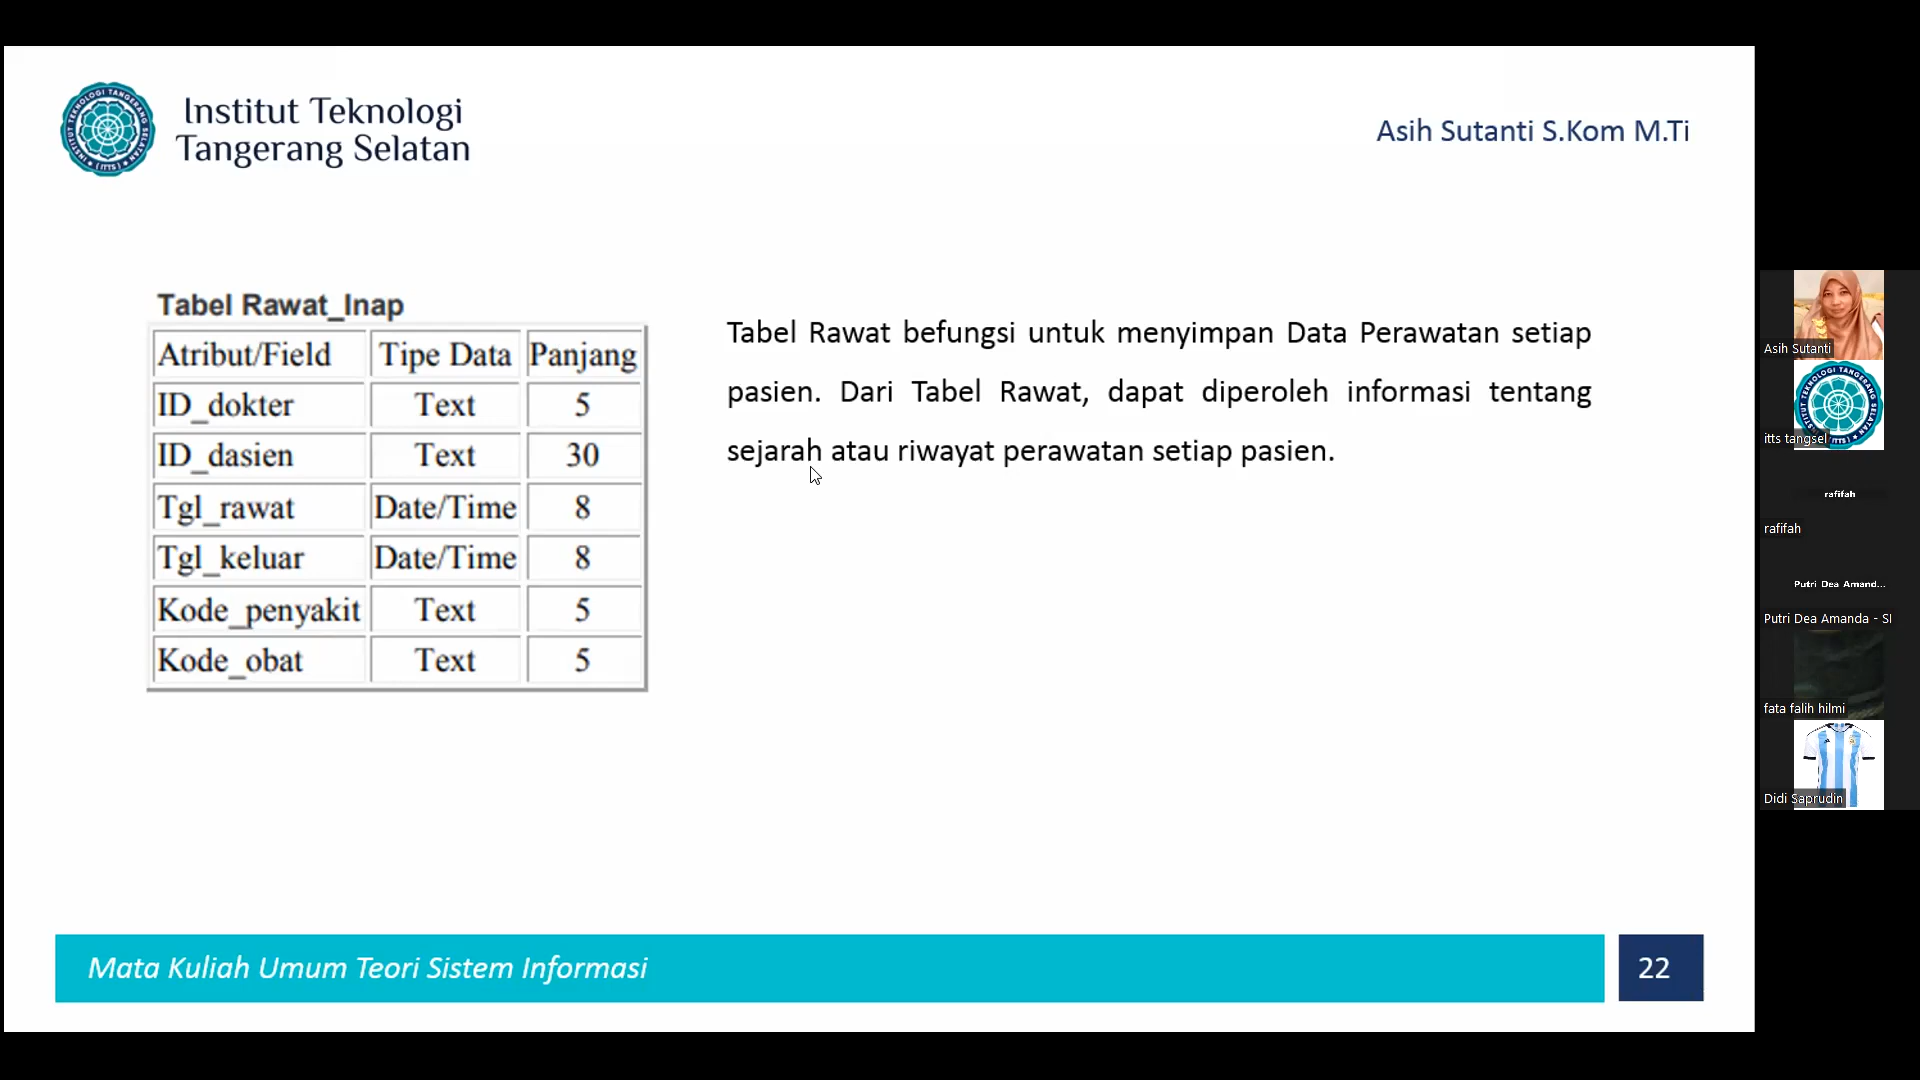 Institut Teknologi
Tangerang Selatan
Asih Sutanti S.Kom M.Ti
Tabel Rawat_Inap
Atribut/Field Tipe Data Panjang
ID_dokter Text 5
ID_dasien Text 30
Tgl_rawat Date/Time 8
Tgl_keluar Date/Time 8
Kode_penyakit Text 5
Kode_obat Text 5
Tabel Rawat befungsi untuk menyimpan Data Perawatan setiap
pasien. Dari Tabel Rawat, dapat diperoleh informasi tentang
sejarah atau riwayat perawatan setiap pasien.
Mata Kuliah Umum Teori Sistem Informasi
22
Asih Sutanti
itts tangsel
rafifah
rafifah
Putri Dea Amand...
Putri Dea Amanda - SI
fata falih hilmi
Didi Saprudin